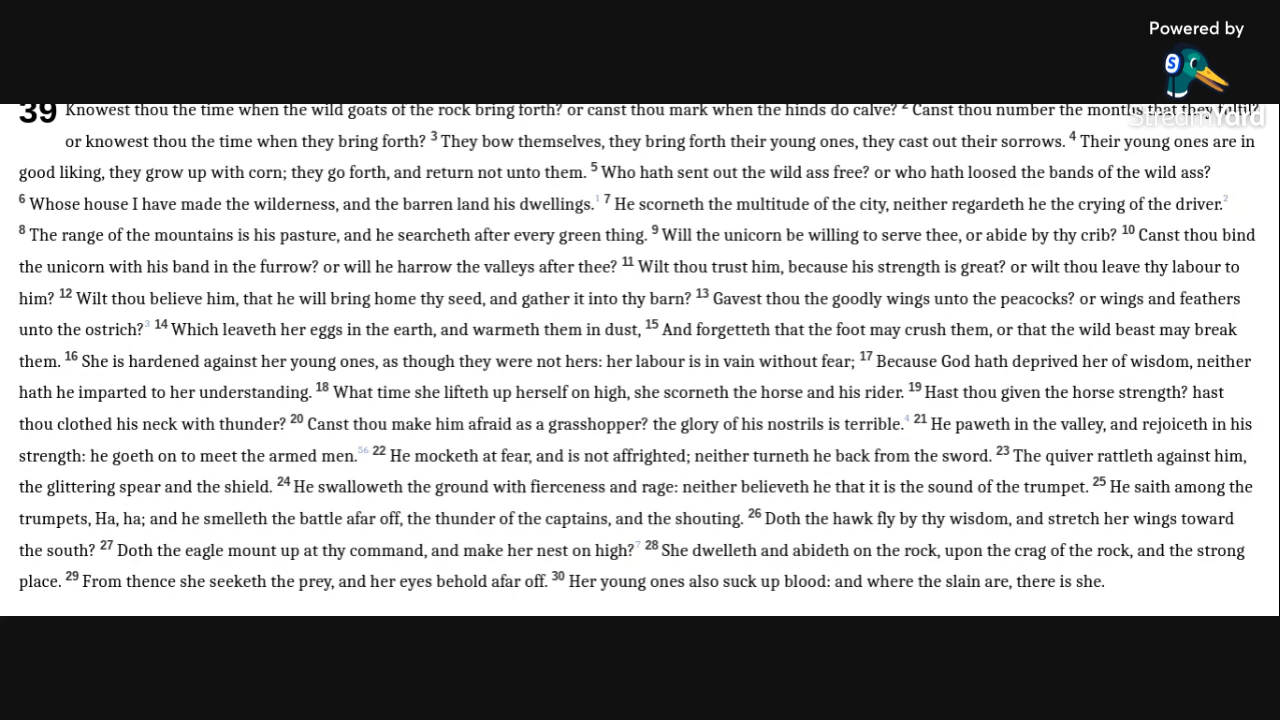 Powered by
S
StreamYard
39 Knowest thou the time when the wild goats of the rock bring forth? or canst thou mark when the hinds do calve? 2 Canst thou number the months that they fulfil?
or knowest thou the time when they bring forth? 3 They bow themselves, they bring forth their young ones, they cast out their sorrows. 4 Their young ones are in
good liking, they grow up with corn; they go forth, and return not unto them. 5 Who hath sent out the wild ass free? or who hath loosed the bands of the wild ass?
6 Whose house I have made the wilderness, and the barren land his dwellings.1 7 He scorneth the multitude of the city, neither regardeth he the crying of the driver.2
8 The range of the mountains is his pasture, and he searcheth after every green thing. 9 Will the unicorn be willing to serve thee, or abide by thy crib? 10 Canst thou bind
the unicorn with his band in the furrow? or will he harrow the valleys after thee? 11 Wilt thou trust him, because his strength is great? or wilt thou leave thy labour to
him? 12 Wilt thou believe him, that he will bring home thy seed, and gather it into thy barn? 13 Gavest thou the goodly wings unto the peacocks? or wings and feathers
unto the ostrich?3 14 Which leaveth her eggs in the earth, and warmeth them in dust, 15 And forgetteth that the foot may crush them, or that the wild beast may break
them. 16 She is hardened against her young ones, as though they were not hers: her labour is in vain without fear; 17 Because God hath deprived her of wisdom, neither
hath he imparted to her understanding. 18 What time she lifteth up herself on high, she scorneth the horse and his rider. 19 Hast thou given the horse strength? hast
thou clothed his neck with thunder? 20 Canst thou make him afraid as a grasshopper? the glory of his nostrils is terrible.4 21 He paweth in the valley, and rejoiceth in his
strength: he goeth on to meet the armed men.56 22 He mocketh at fear, and is not affrighted; neither turneth he back from the sword. 23 The quiver rattleth against him,
the glittering spear and the shield. 24 He swalloweth the ground with fierceness and rage: neither believeth he that it is the sound of the trumpet. 25 He saith among the
trumpets, Ha, ha; and he smelleth the battle afar off, the thunder of the captains, and the shouting. 26 Doth the hawk fly by thy wisdom, and stretch her wings toward
the south? 27 Doth the eagle mount up at thy command, and make her nest on high?7 28 She dwelleth and abideth on the rock, upon the crag of the rock, and the strong
place. 29 From thence she seeketh the prey, and her eyes behold afar off. 30 Her young ones also suck up blood: and where the slain are, there is she.